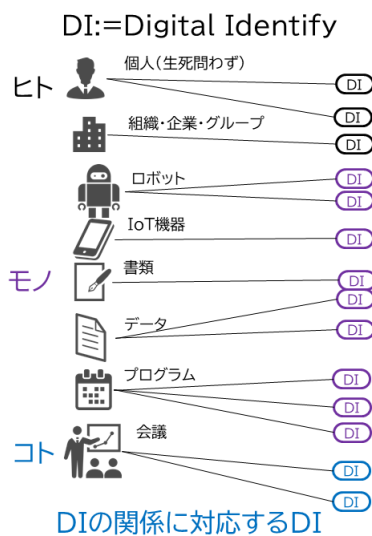 DI:=Digital Identify
個人(生死問わず)
ヒト
DI
DI
組織・企業・グループ
DI
ロボット
DI
DI
IoT機器
DI
モノ
書類
DI
DI
データ
DI
プログラム
DI
DI
DI
会議
コト
DI
DI
DIの関係に対応するDI